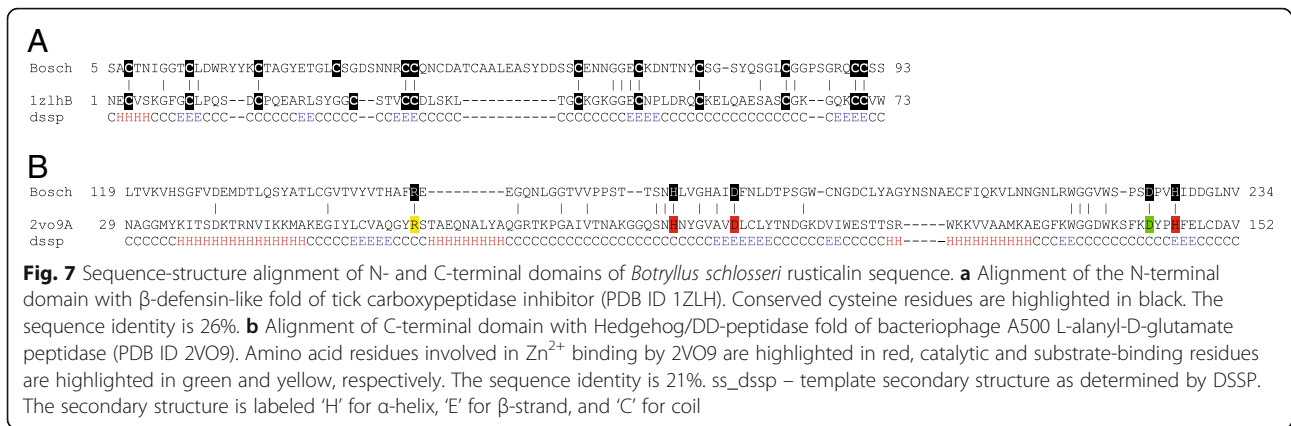 A
Bosch 5 SACTNIGGTCLDWRYYKCTAGYETGLCSGDSNNRCCQNCDATCAALEASYDDSSCENNGGECKDNTNYCSG-SYQSGLCGGPSGRQCCSS 93
1zlhB 1 NECVSKGFGCLPQS--DCPQEARLSYGGC--STVCCDLSKL-----------TGCKGKGGECNPLDRQCKELQAESASCGK--GQKCCVW 73
dssp CHHHHCCCEEECCC--CCCCCCEECCCCC--CCEEECCCCC-----------CCCCCCCCEEEECCCCCCCCCCCCCCCCC--CEEEECC
B
Bosch 119 LTVKVHSGFVDEMDTLQSYATLCGVTVYVTHAFRE---------EGQNLGGTVVPPST--TSNHLVGHAIDFNLDTPSGW-CNGDCLYAGYNSNAECFIQKVLNNGNLRWGGVWS-PSDPVHIDDGLNV 234
2vo9A 29 NAGGMYKITSDKTRNVIKKMAKEGIYLCVAQGYRSTAEQNALYAQGRTKPGAIVTNAKGGQSNHNYGVAVDLCLYTNDGKDVIWESTTSR-----WKKVVAAMKAEGFKWGGDWKSFKDYPHFELCDAV 152
dssp CCCCCCHHHHHHHHHHHHHHHCCCCCEEEECCCCCHHHHHHHHHCCCCCCCCCCCCCCCCCCCCCCCCEEEEEEECCCCCCCCCCCCHH-----HHHHHHHHHHCCCEECCCCCCCCCCCEEECCCCC
Fig. 7 Sequence-structure alignment of N- and C-terminal domains of Botryllus schlosseri rusticalin sequence. a Alignment of the N-terminal
domain with β-defensin-like fold of tick carboxypeptidase inhibitor (PDB ID 1ZLH). Conserved cysteine residues are highlighted in black. The
sequence identity is 26%. b Alignment of C-terminal domain with Hedgehog/DD-peptidase fold of bacteriophage A500 L-alanyl-D-glutamate
peptidase (PDB ID 2VO9). Amino acid residues involved in Zn2+ binding by 2VO9 are highlighted in red, catalytic and substrate-binding residues
are highlighted in green and yellow, respectively. The sequence identity is 21%. ss_dssp – template secondary structure as determined by DSSP.
The secondary structure is labeled ‘H’ for α-helix, ‘E’ for β-strand, and ‘C’ for coil